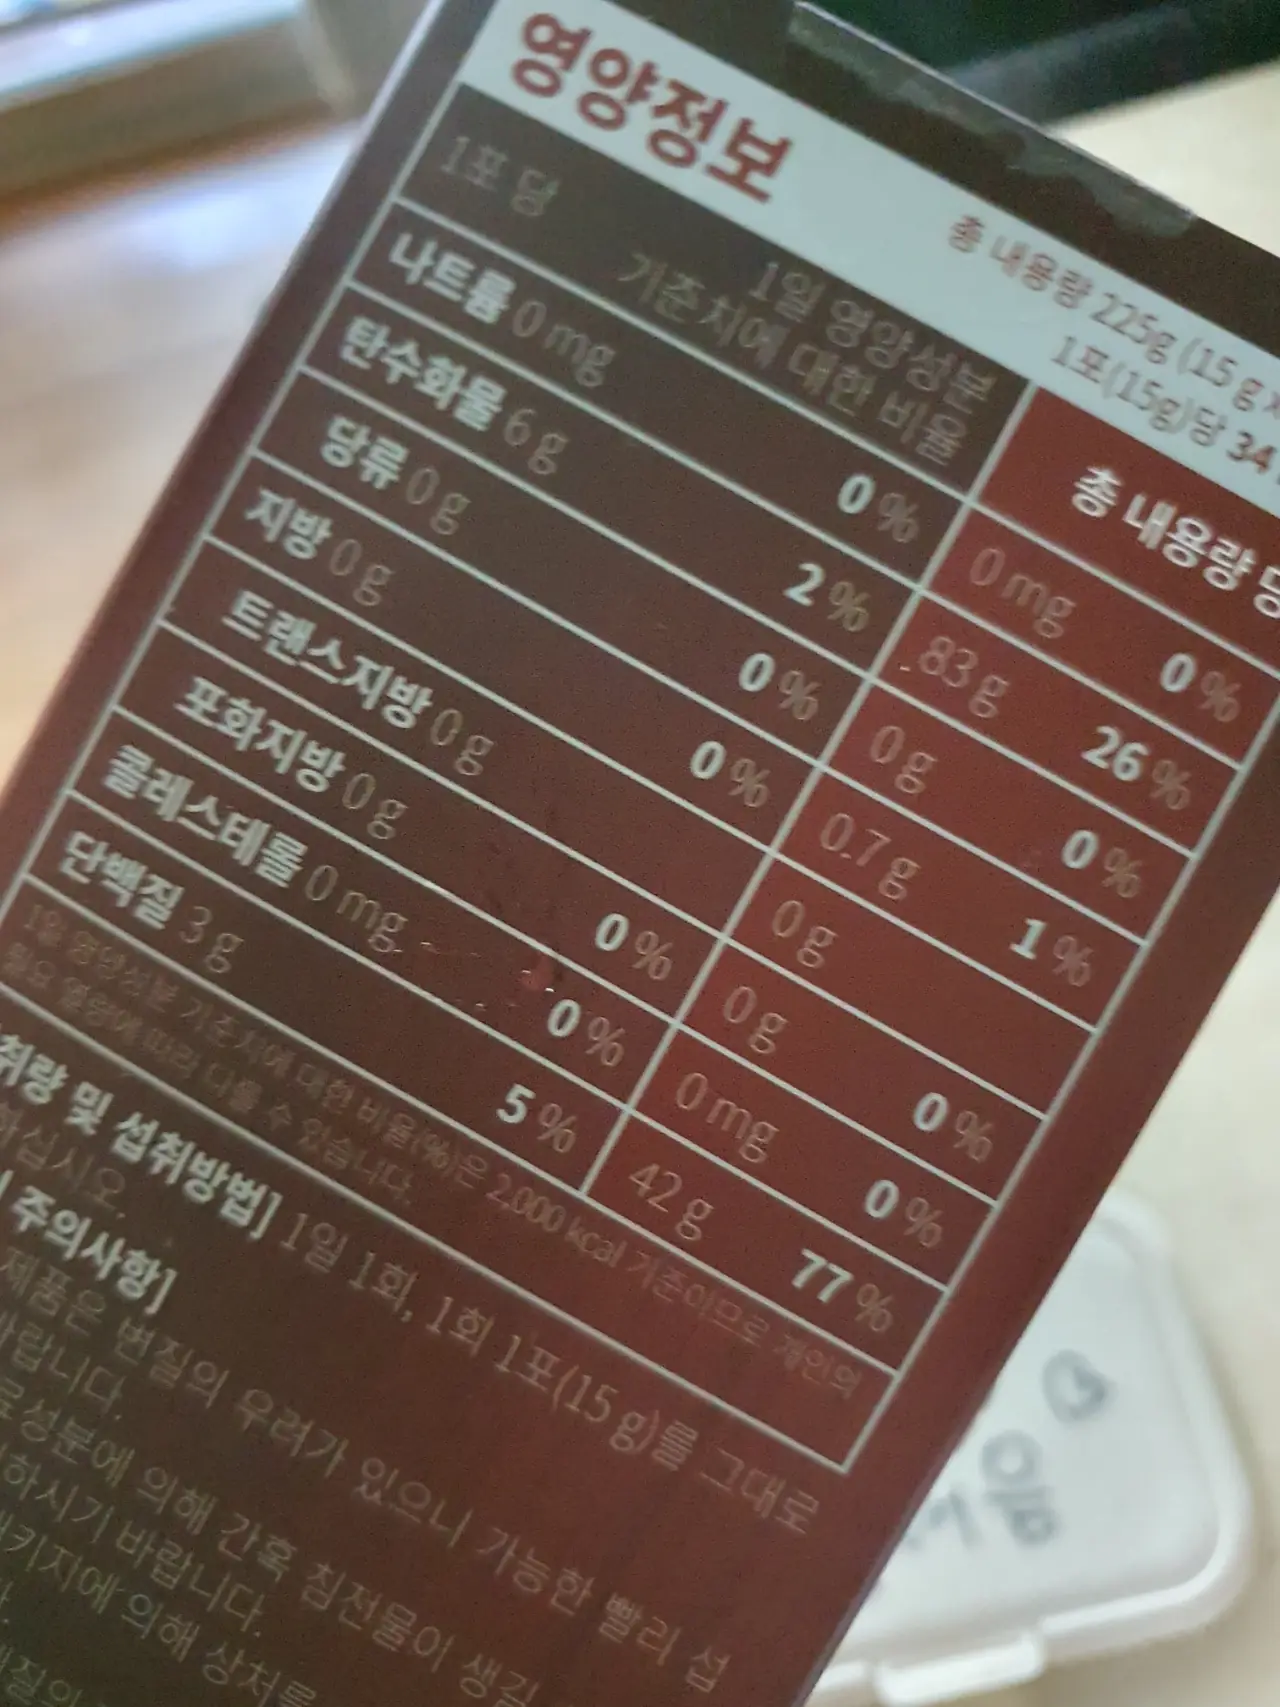 영양정보
총 내용량 225g (15 g
1포(15g)당 34
1포 당
1일 영양성분
기준치에 대한 비율
총 내용량
나트륨 0 mg 0 % 0 mg 0 %
탄수화물 6 g 2 % 83 g 26 %
당류 0 g 0 % 0 g 0 %
지방 0 g 0 % 0.7 g 1 %
트랜스지방 0 g 0 g
포화지방 0 g 0 % 0 g 0 %
콜레스테롤 0 mg 0 % 0 mg 0 %
단백질 3 g 5 % 42 g 77 %
1일 영양성분 기준치에 대한 비율(%)은 2,000 kcal 기준이므로 개인의
필요 열량에 따라 다를 수 있습니다.
취량 및 섭취방법] 1일 1회, 1회 1포(15 g)를 그대로
하십시오.
주의사항]
제품은 변질의 우려가 있으니 가능한 빨리 섭
바랍니다.
성분에 의해 간혹 침전물이 생길
하시기 바랍니다.
키지에 의해 상처를